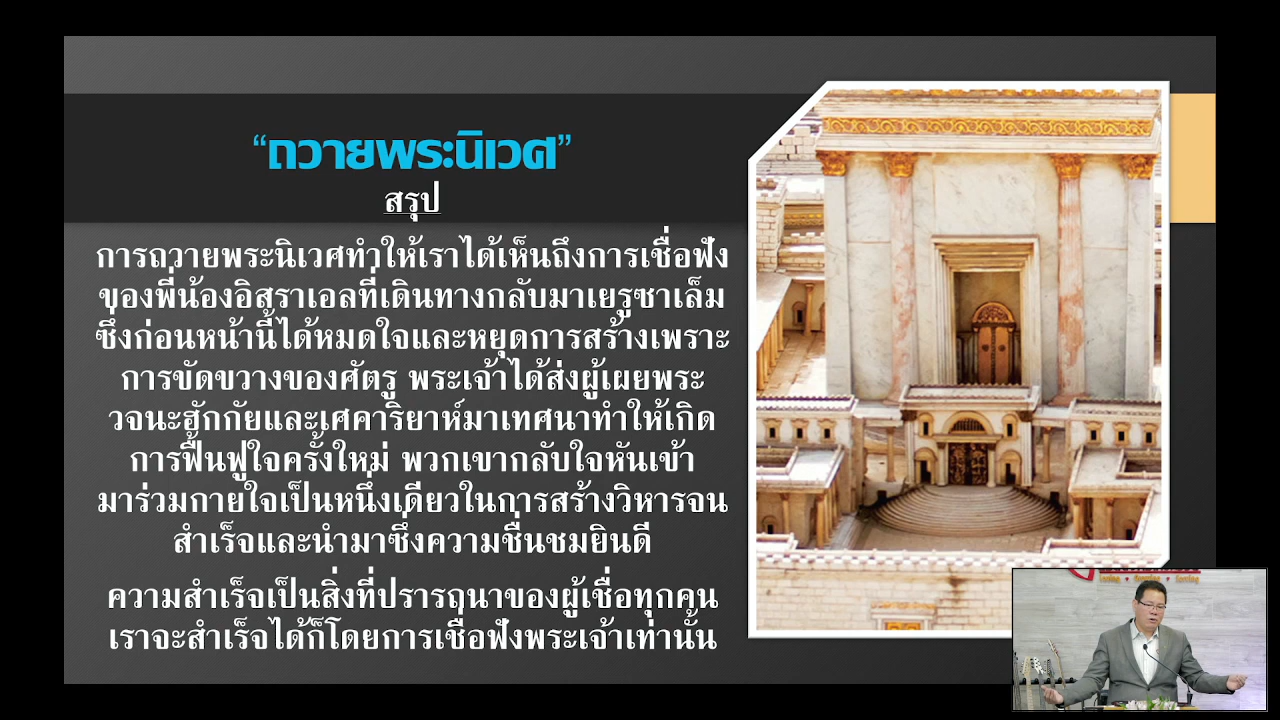 “ถวายพระนิเวศ”
สรุป
การถวายพระนิเวศทำให้เราได้เห็นถึงการเชื่อฟัง
ของพี่น้องอิสราเอลที่เดินทางกลับมาเยรูซาเล็ม
ซึ่งก่อนหน้านี้ได้หมดใจและหยุดการสร้างเพราะ
การขัดขวางของศัตรู พระเจ้าได้ส่งผู้เผยพระ
วจนะฮักกัยและเศคาริยาห์มาเทศนาทำให้เกิด
การฟื้นฟูใจครั้งใหม่ พวกเขากลับใจหันเข้า
มาร่วมกายใจเป็นหนึ่งเดียวในการสร้างวิหารจน
สำเร็จและนำมาซึ่งความชื่นชมยินดี
ความสำเร็จเป็นสิ่งที่ปรารถนาของผู้เชื่อทุกคน
เราจะสำเร็จได้ก็โดยการเชื่อฟังพระเจ้าเท่านั้น